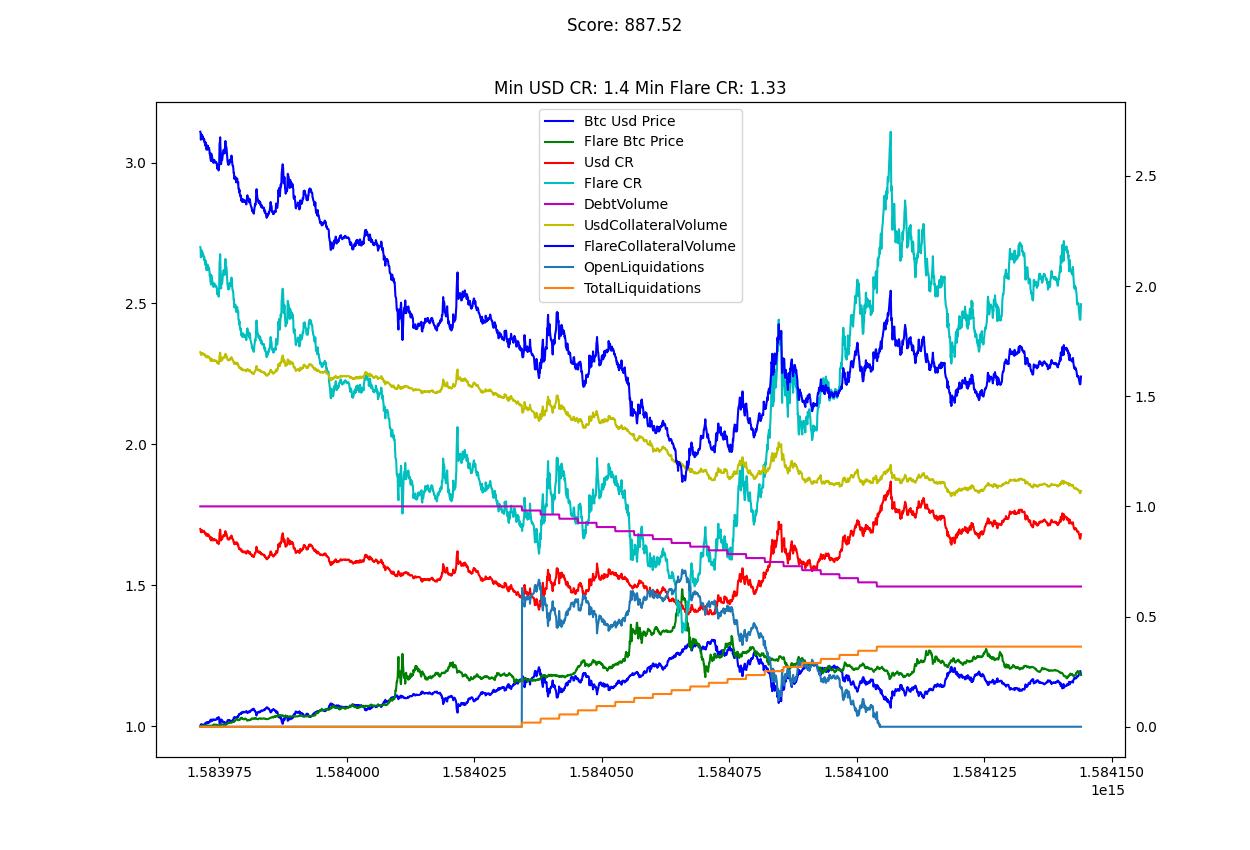 Score: 887.52
Min USD CR: 1.4 Min Flare CR: 1.33
Btc Usd Price
Flare Btc Price
Usd CR
Flare CR
DebtVolume
UsdCollateralVolume
FlareCollateralVolume
OpenLiquidations
TotalLiquidations
3.0
2.5
2.0
1.5
1.0
2.5
2.0
1.5
1.0
0.5
0.0
1.583975 1.584000 1.584025 1.584050 1.584075 1.584100 1.584125 1.584150
1e15